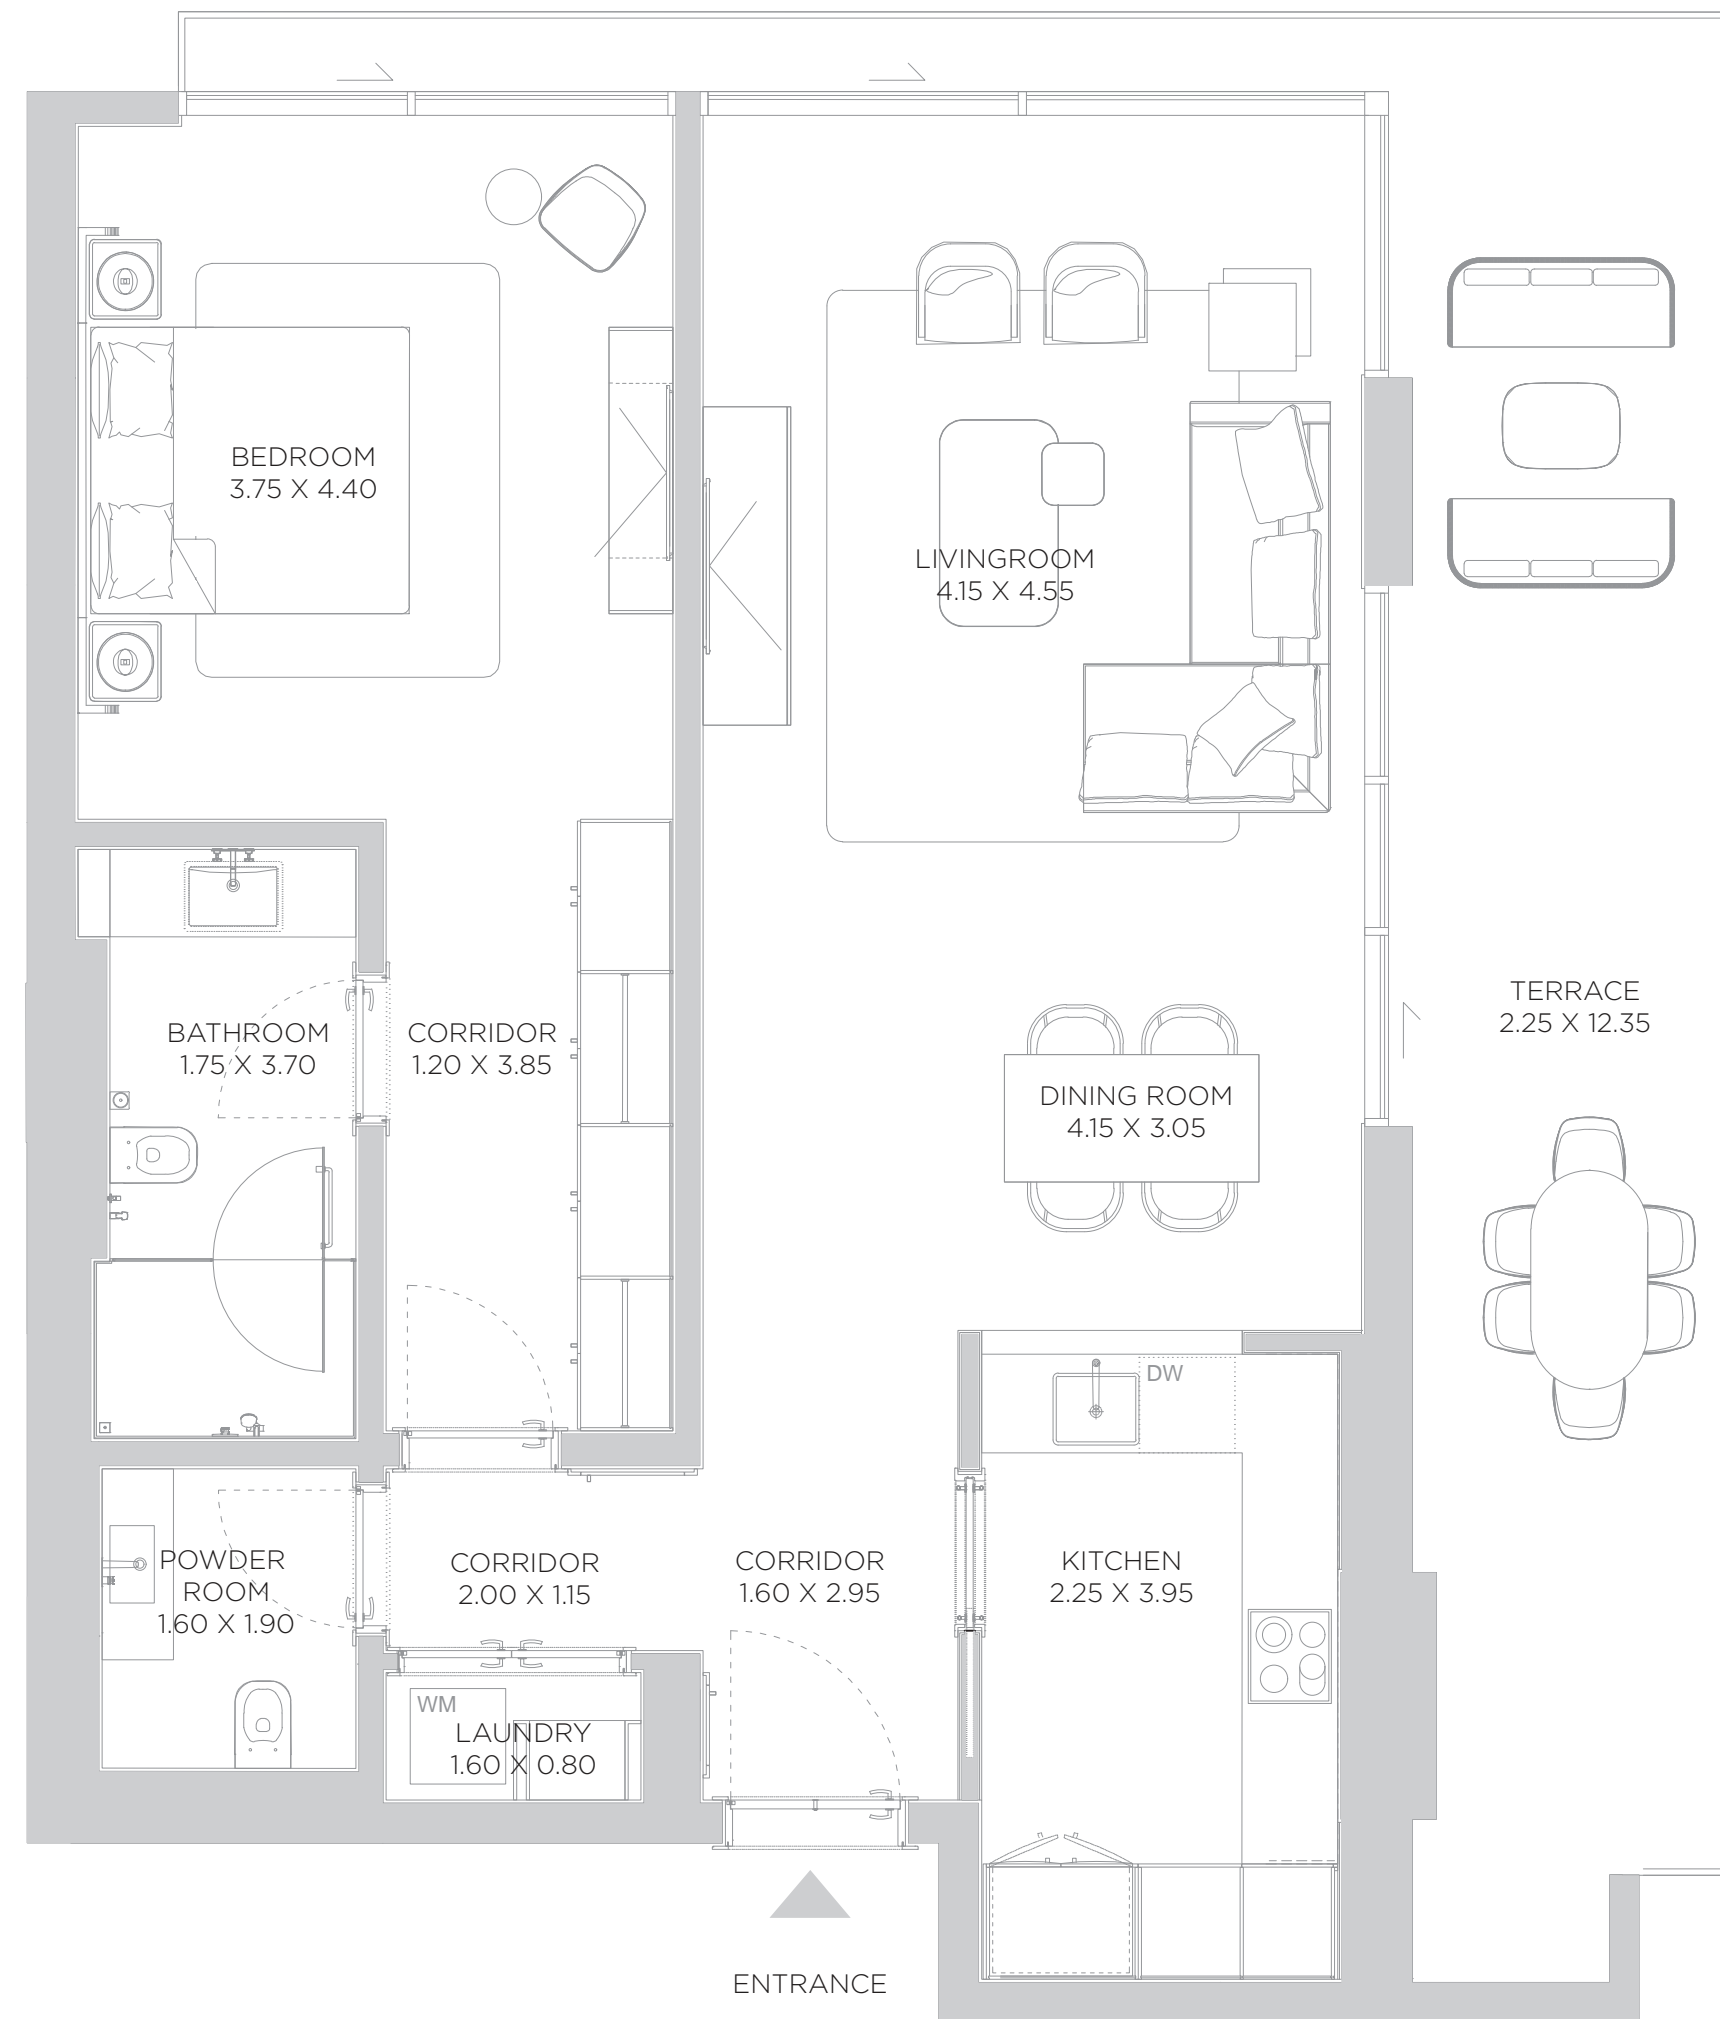 BEDROOM
3.75 X 4.40
LIVINGROOM
4.15 X 4.55
TERRACE
2.25 X 12.35
BATHROOM
1.75 X 3.70
CORRIDOR
1.20 X 3.85
DINING ROOM
4.15 X 3.05
DW
POWDER
ROOM
1.60 X 1.90
CORRIDOR
2.00 X 1.15
CORRIDOR
1.60 X 2.95
KITCHEN
2.25 X 3.95
WM
LAUNDRY
1.60 X 0.80
ENTRANCE